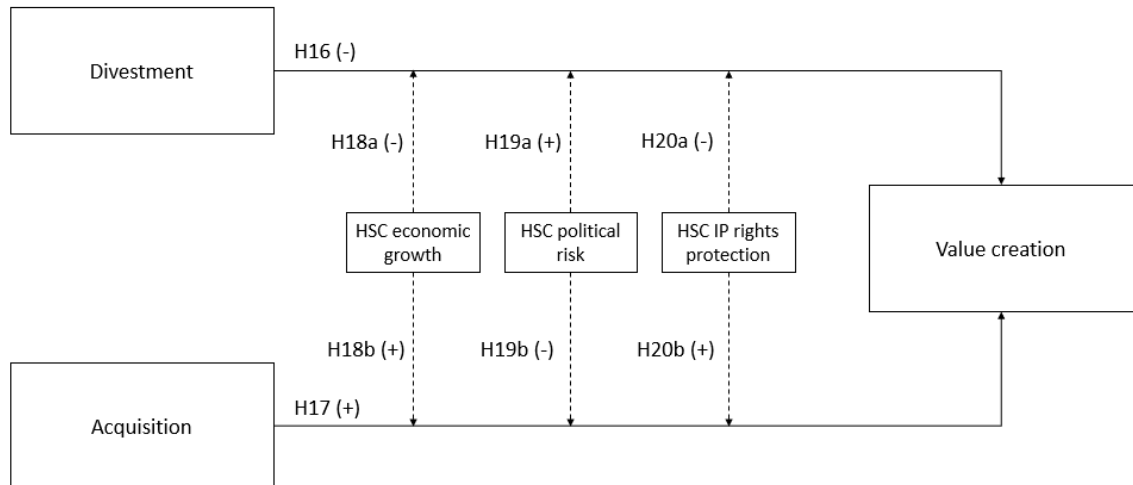 H16 (-)
Divestment
H18a (-)
H19a (+)
H20a (-)
HSC economic
growth
HSC political
risk
HSC IP rights
protection
Value creation
H18b (+)
H19b (-)
H20b (+)
H17 (+)
Acquisition